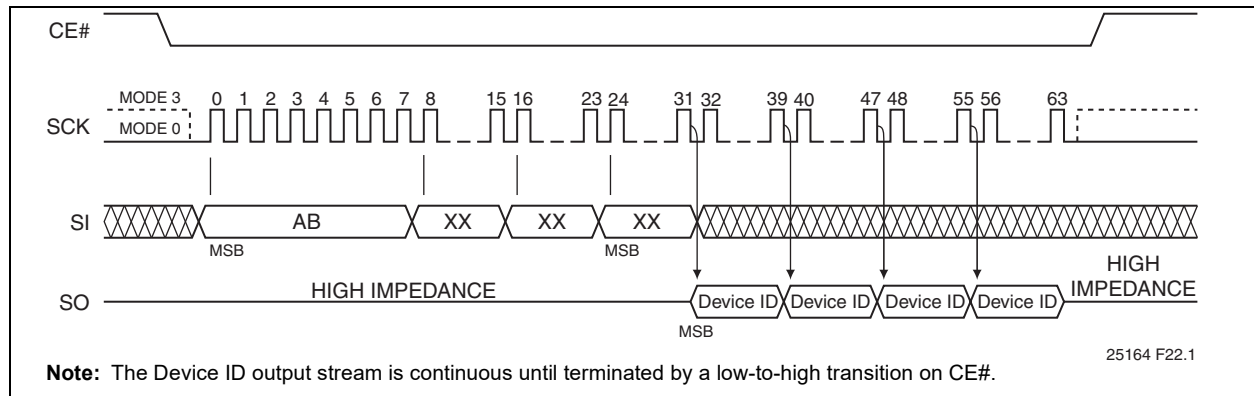 CE#
MODE 3
0 1 2 3 4 5 6 7 8 15 16 23 24 31 32 39 40 47 48 55 56 63
SCK
MODE 0
SI
AB XX XX XX
MSB MSB
HIGH IMPEDANCE
HIGH
IMPEDANCE
SO
Device ID Device ID Device ID Device ID
MSB
25164 F22.1
Note: The Device ID output stream is continuous until terminated by a low-to-high transition on CE#.